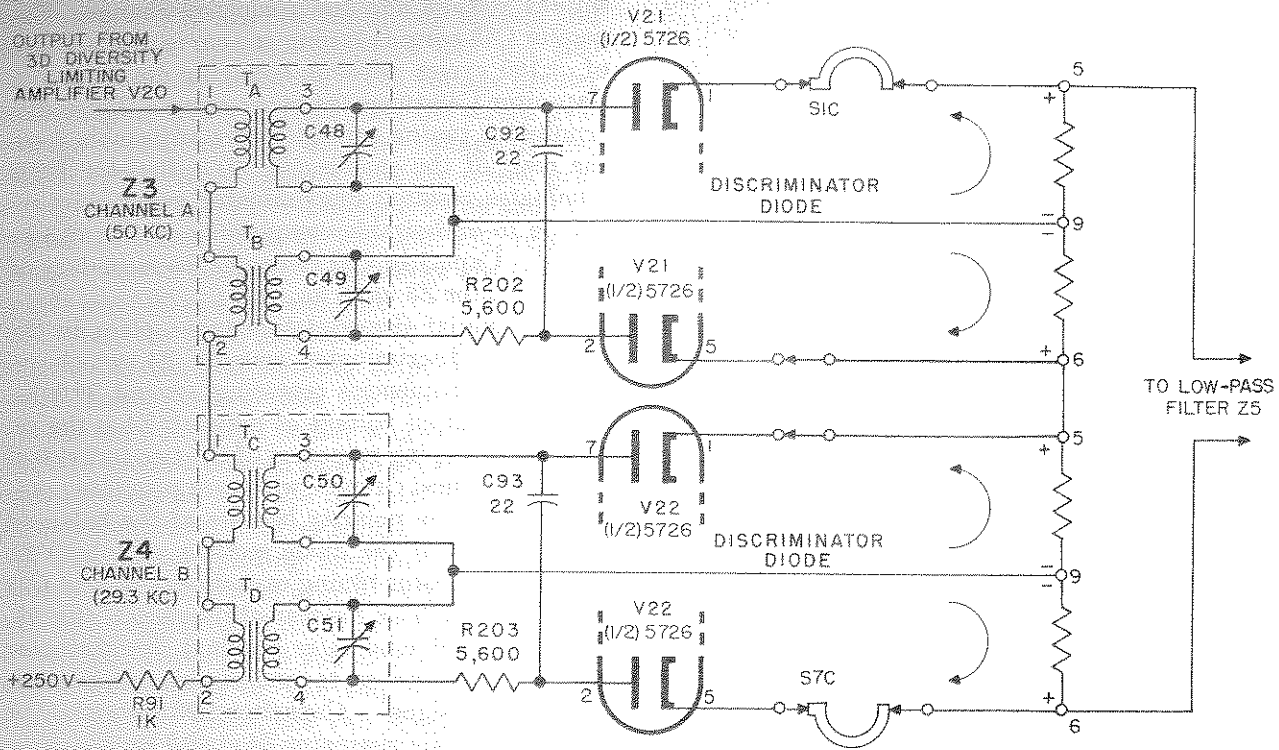 OUTPUT FROM
3D DIVERSITY
LIMITING
AMPLIFIER V20
V21
(1/2) 5726
TA
3
C48
C92
22
7
1
S1C
5
+
Z3
CHANNEL A
(50 KC)
DISCRIMINATOR
DIODE
−
9
−
TB
C49
R202
5,600
V21
(1/2) 5726
2
4
2
5
+
6
TO LOW-PASS
FILTER Z5
1
TC
3
C50
C93
22
7
1
5
+
V22
(1/2) 5726
Z4
CHANNEL B
(29.3 KC)
DISCRIMINATOR
DIODE
−
9
−
TD
C51
R203
5,600
V22
(1/2) 5726
+250 V
R91
1K
2
4
2
5
S7C
+
6